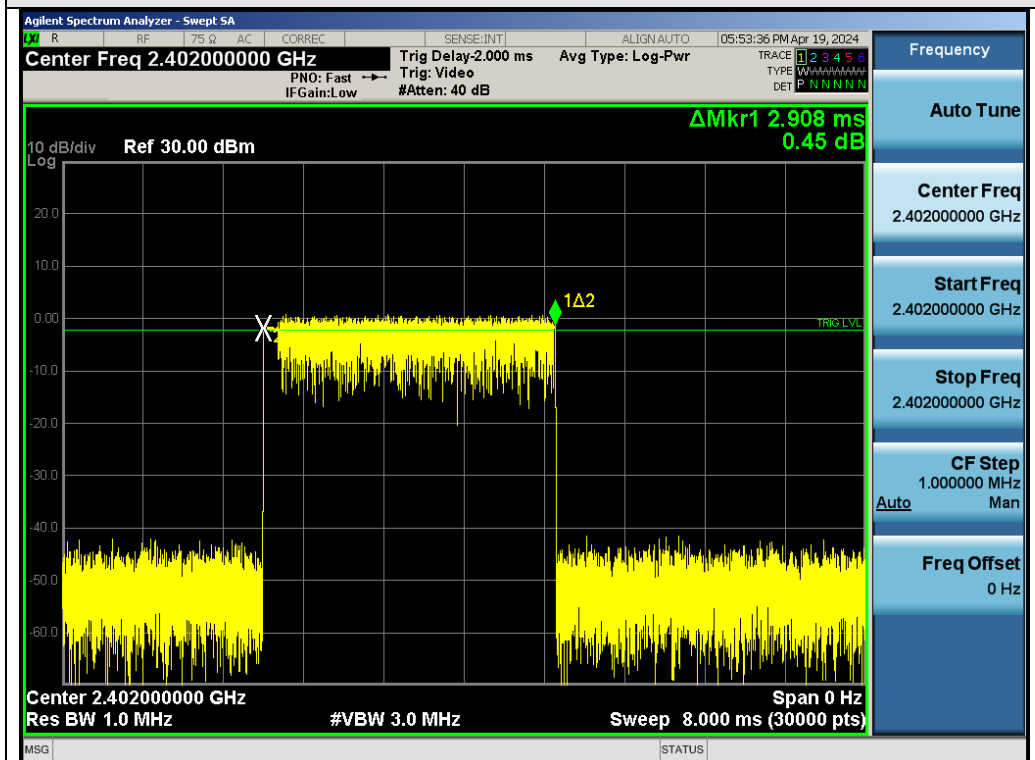 Agilent Spectrum Analyzer - Swept SA
LXI R RF 75 Ω AC CORREC SENSE:INT ALIGN AUTO 05:53:36 PM Apr 19, 2024
Center Freq 2.402000000 GHz
PNO: Fast
IFGain:Low
Trig Delay-2.000 ms
Trig: Video
#Atten: 40 dB
Avg Type: Log-Pwr
TRACE 1 2 3 4 5 6
TYPE WWWWWW
DET P N N N N N
ΔMkr1 2.908 ms
0.45 dB
10 dB/div Ref 30.00 dBm
Log
20.0
10.0
0.00
-10.0
-20.0
-30.0
-40.0
-50.0
-60.0
1Δ2
TRIG LVL
Center 2.402000000 GHz Span 0 Hz
Res BW 1.0 MHz #VBW 3.0 MHz Sweep 8.000 ms (30000 pts)
MSG STATUS
Frequency
Auto Tune
Center Freq
2.402000000 GHz
Start Freq
2.402000000 GHz
Stop Freq
2.402000000 GHz
CF Step
1.000000 MHz
Auto Man
Freq Offset
0 Hz